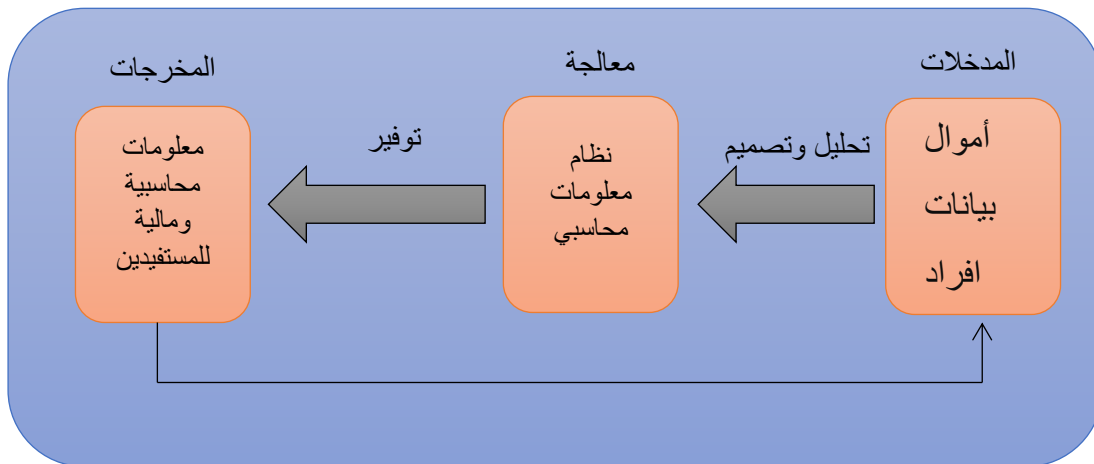 المدخلات
أموال
بيانات
افراد
تحليل وتصميم
معالجة
نظام
معلومات
محاسبي
توفير
المخرجات
معلومات
محاسبية
ومالية
للمستفيدين